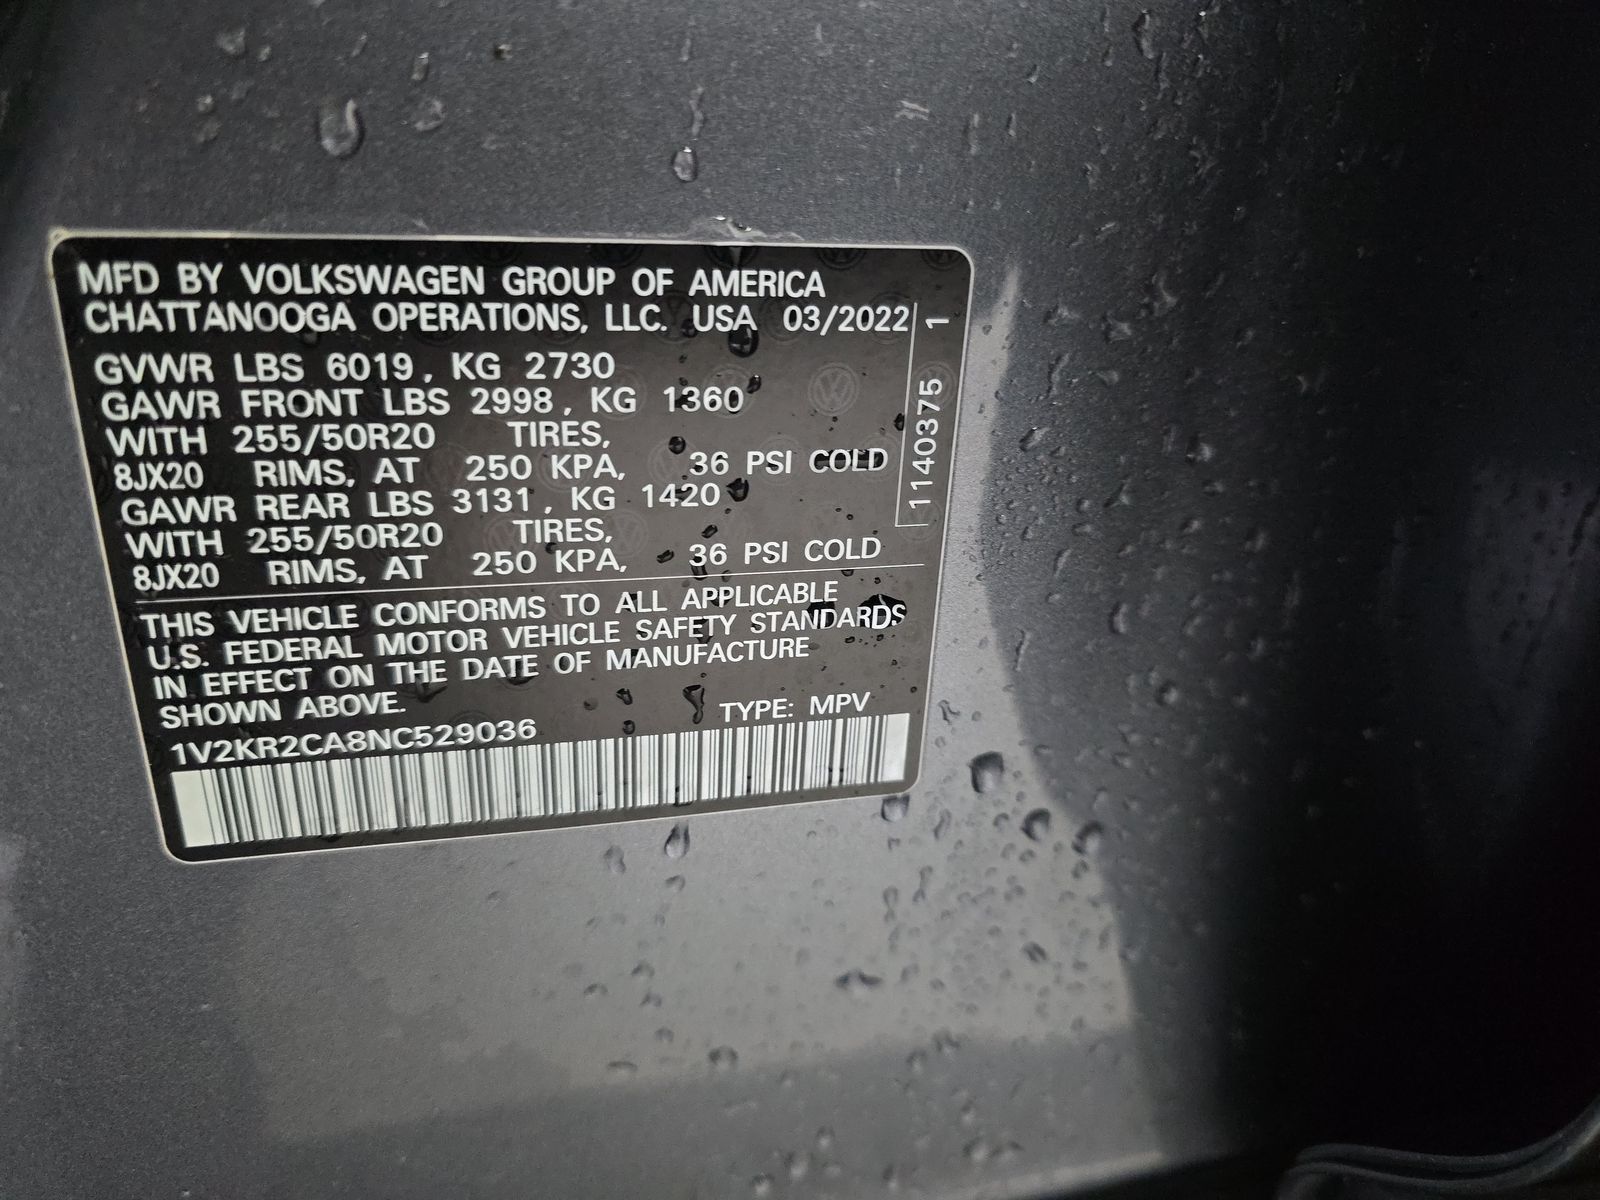 MFD BY VOLKSWAGEN GROUP OF AMERICA
CHATTANOOGA OPERATIONS, LLC. USA 03/2022
GVWR LBS 6019, KG 2730
GAWR FRONT LBS 2998, KG 1360
WITH 255/50R20 TIRES,
8JX20 RIMS, AT 250 KPA, 36 PSI COLD
GAWR REAR LBS 3131, KG 1420
WITH 255/50R20 TIRES,
8JX20 RIMS, AT 250 KPA, 36 PSI COLD
1140375 1
THIS VEHICLE CONFORMS TO ALL APPLICABLE
U.S. FEDERAL MOTOR VEHICLE SAFETY STANDARDS
IN EFFECT ON THE DATE OF MANUFACTURE
SHOWN ABOVE.
1V2KR2CA8NC529036 TYPE: MPV